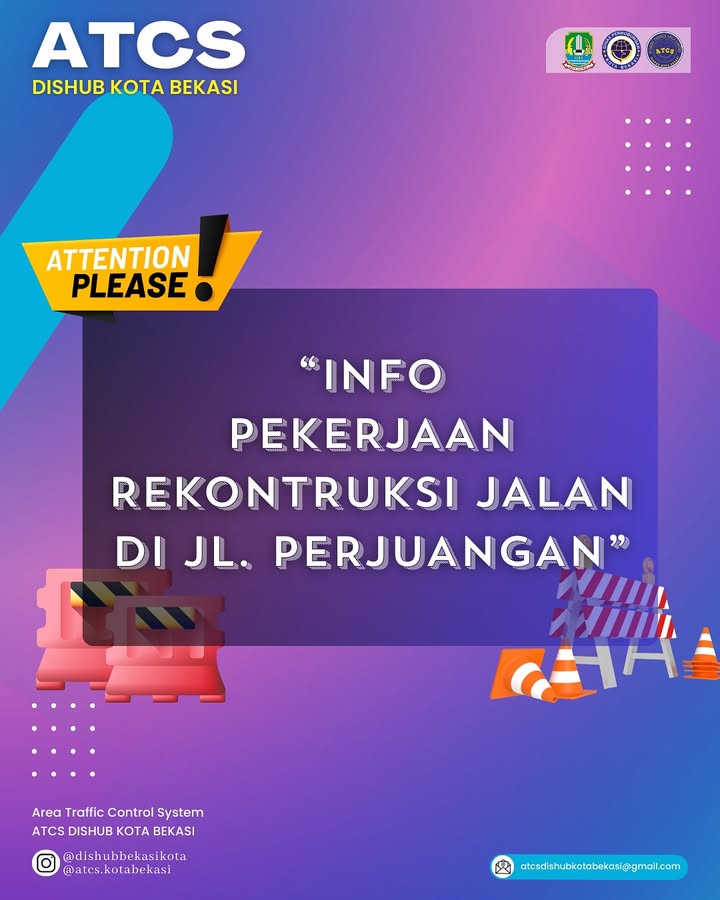 ATCS
DISHUB KOTA BEKASI
ATTENTION
PLEASE!
“INFO
PEKERJAAN
REKONTRUKSI JALAN
DI JL. PERJUANGAN”
Area Traffic Control System
ATCS DISHUB KOTA BEKASI
@dishubbekasikota
@atcs.kotabekasi
atcsdishubkotabekasi@gmail.com